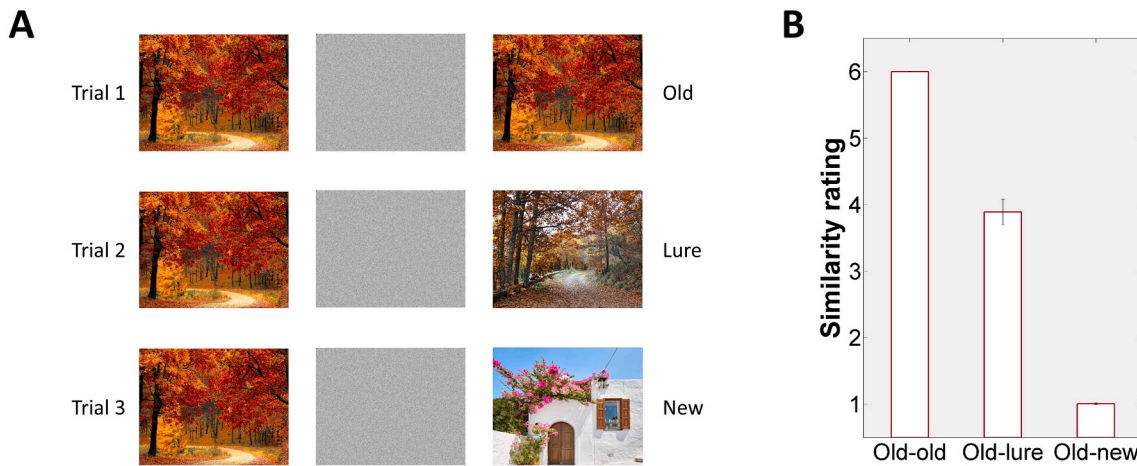 A
Trial 1
Old
Trial 2
Lure
Trial 3
New
B
Similarity rating
6
5
4
3
2
1
Old-old Old-lure Old-new